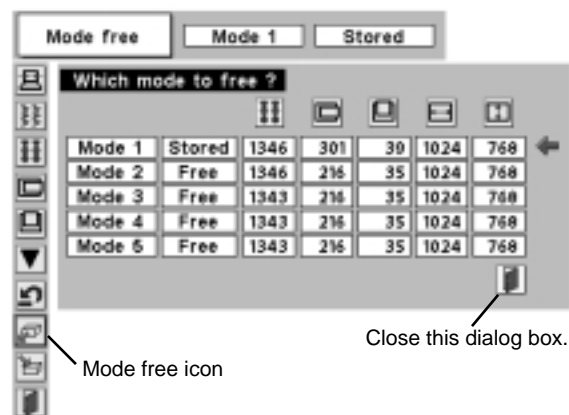 Mode free Mode 1 Stored
Which mode to free ?
Mode 1 Stored 1346 301 39 1024 768
Mode 2 Free 1346 216 35 1024 768
Mode 3 Free 1343 216 35 1024 768
Mode 4 Free 1343 216 35 1024 768
Mode 5 Free 1343 216 35 1024 768
Close this dialog box.
Mode free icon